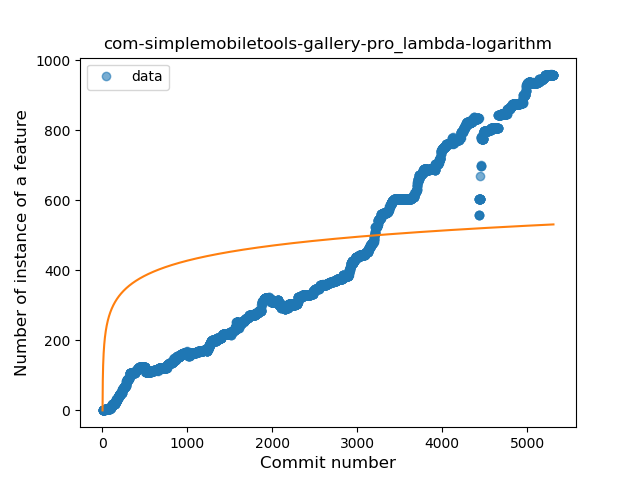 com-simplemobiletools-gallery-pro_lambda-logarithm
data
Number of instance of a feature
1000
800
600
400
200
0
0 1000 2000 3000 4000 5000
Commit number